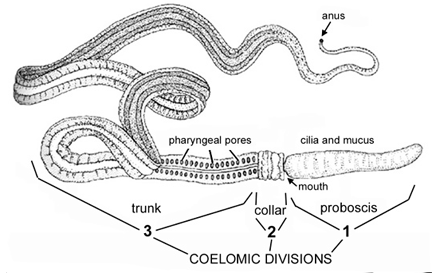 anus
pharyngeal pores
cilia and mucus
mouth
trunk
collar
proboscis
3
2
1
COELOMIC DIVISIONS